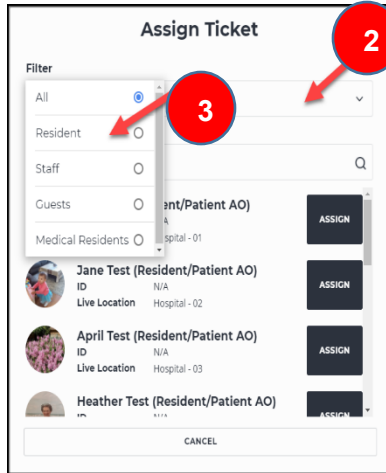 Assign Ticket
2
Filter
All
3
Resident
Staff
Guests
ent/Patient AO)
ASSIGN
Medical Residents
spital - 01
Jane Test (Resident/Patient AO)
ID N/A
ASSIGN
Live Location Hospital - 02
April Test (Resident/Patient AO)
ID N/A
ASSIGN
Live Location Hospital - 03
Heather Test (Resident/Patient AO)
CANCEL